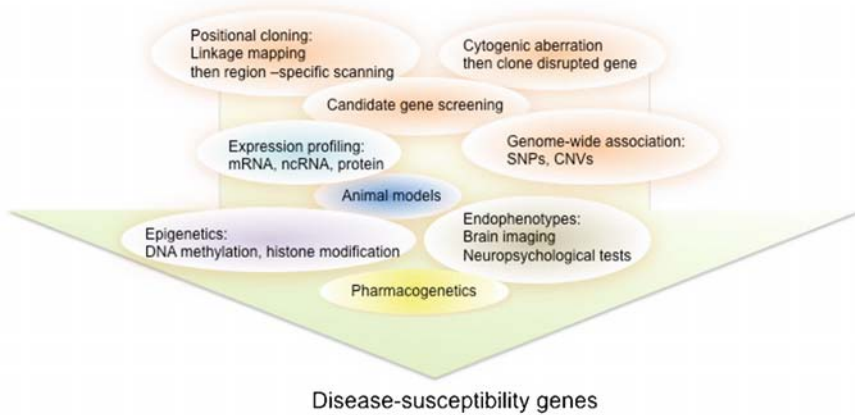 Positional cloning:
Linkage mapping
then region –specific scanning
Cytogenic aberration
then clone disrupted gene
Candidate gene screening
Expression profiling:
mRNA, ncRNA, protein
Genome-wide association:
SNPs, CNVs
Animal models
Epigenetics:
DNA methylation, histone modification
Endophenotypes:
Brain imaging
Neuropsychological tests
Pharmacogenetics
Disease-susceptibility genes